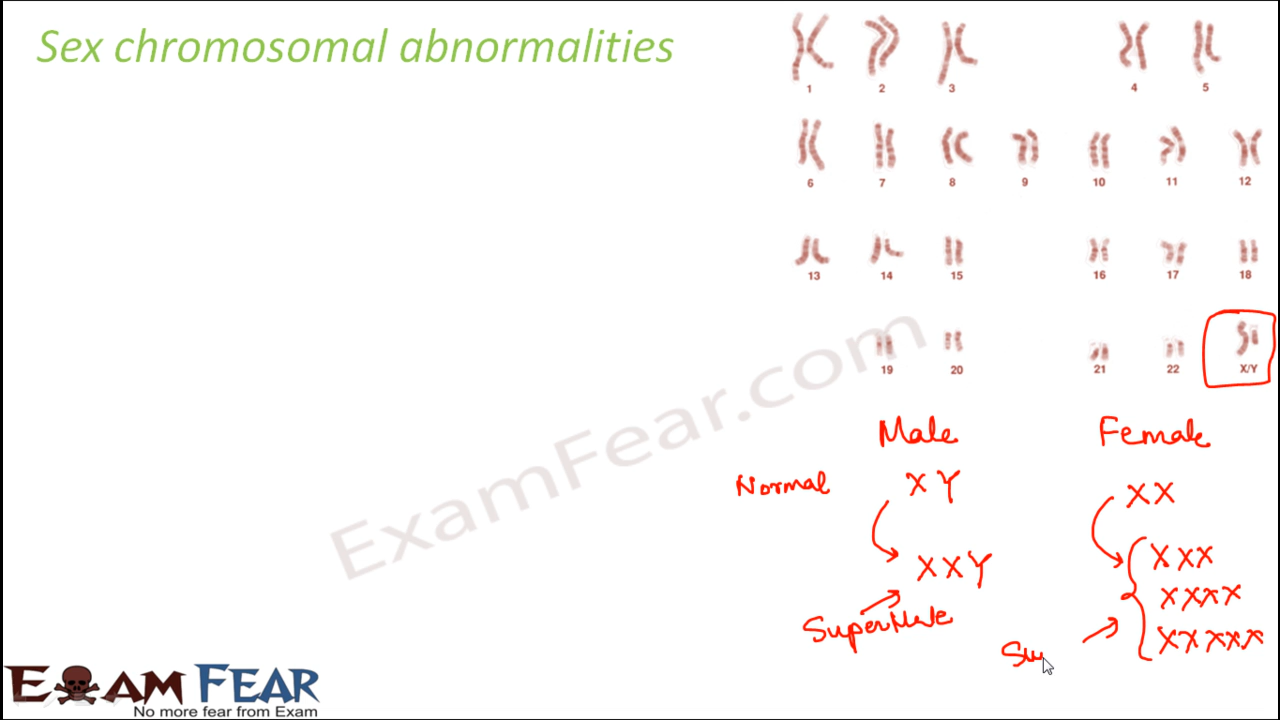 Sex chromosomal abnormalities
1 2 3 4 5
6 7 8 9 10 11 12
13 14 15 16 17 18
19 20 21 22 X/Y
ExamFear.com
Male Female
Normal XY XX
XXY XXX
XXXX
SuperMale XXXXX
Su
EXAM FEAR
No more fear from Exam